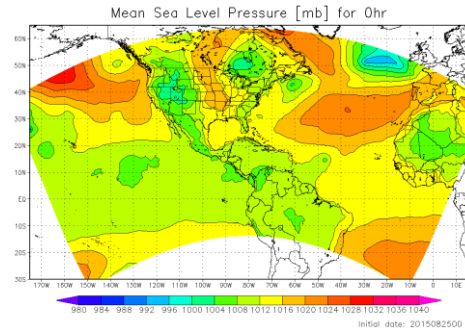 Mean Sea Level Pressure [mb] for 0hr
60N
50N
40N
30N
20N
10N
EQ
10S
20S
30S
170W 160W 150W 140W 130W 120W 110W 100W 90W 80W 70W 60W 50W 40W 30W 20W 10W 0 10E
980 984 988 992 996 1000 1004 1008 1012 1016 1020 1024 1028 1032 1036 1040
Initial date: 2015082500